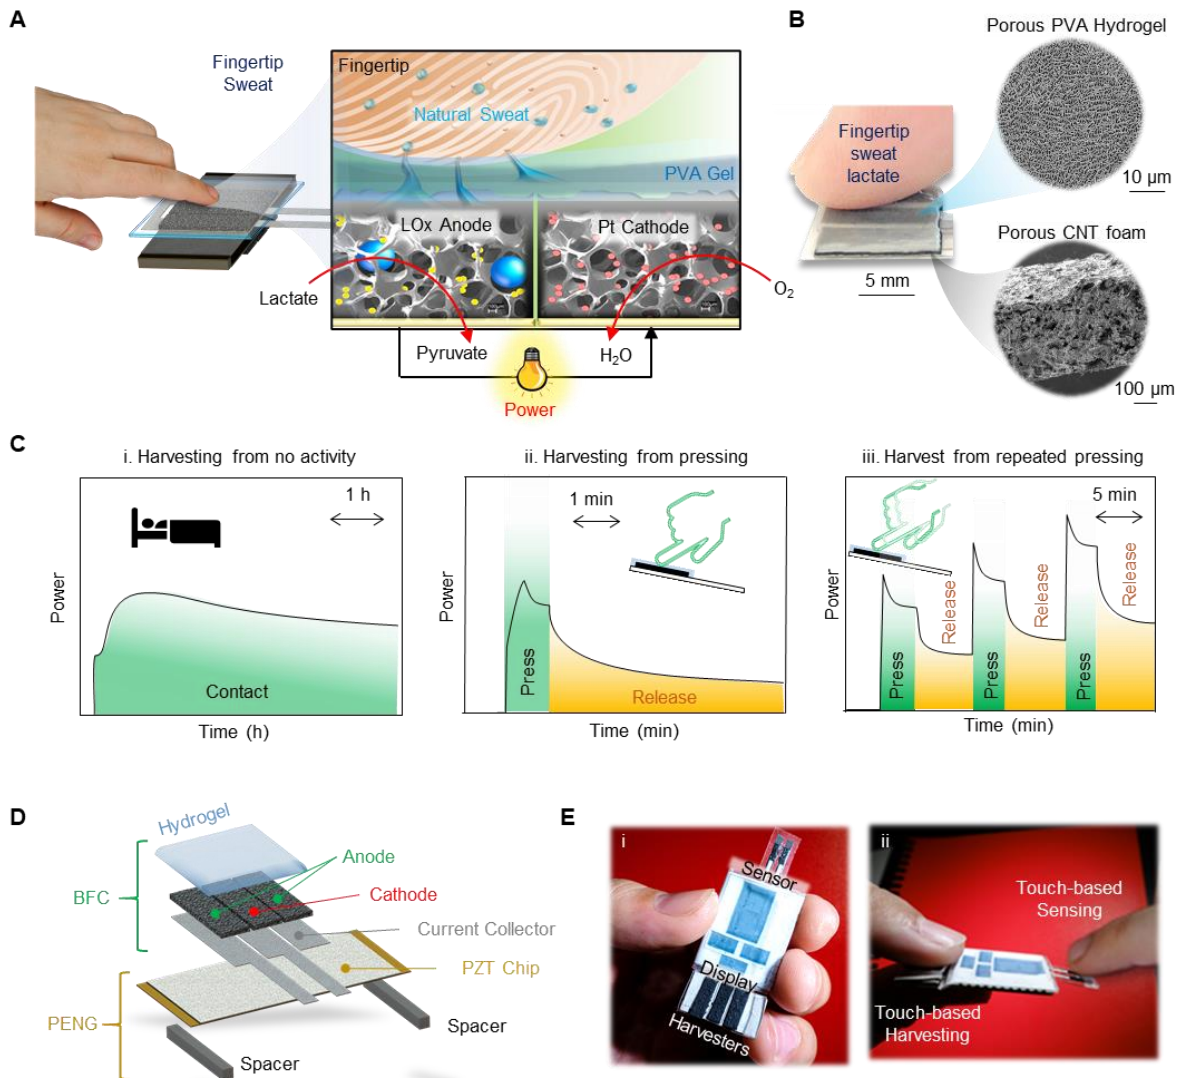 A
Fingertip
Sweat
Fingertip
Natural Sweat
PVA Gel
LOx Anode
Pt Cathode
Lactate
O2
Pyruvate
H2O
Power
B
Porous PVA Hydrogel
Fingertip
sweat
lactate
10 µm
Porous CNT foam
5 mm
100 µm
C
i. Harvesting from no activity
1 h
Power
Contact
Time (h)
ii. Harvesting from pressing
1 min
Power
Press
Release
Time (min)
iii. Harvest from repeated pressing
5 min
Power
Press
Release
Press
Release
Press
Release
Time (min)
D
Hydrogel
Anode
BFC
Cathode
Current Collector
PZT Chip
PENG
Spacer
Spacer
E
i
Sensor
Display
Harvesters
ii
Touch-based
Sensing
Touch-based
Harvesting